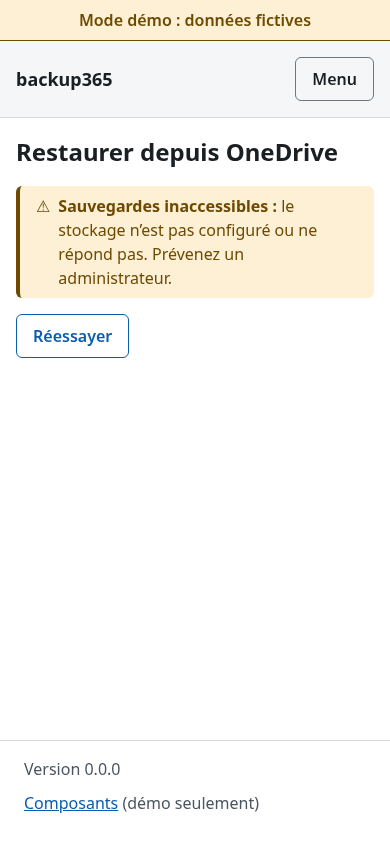 Mode démo : données fictives
backup365
Menu
Restaurer depuis OneDrive
⚠ Sauvegardes inaccessibles : le
stockage n’est pas configuré ou ne
répond pas. Prévenez un
administrateur.
Réessayer
Version 0.0.0
Composants (démo seulement)